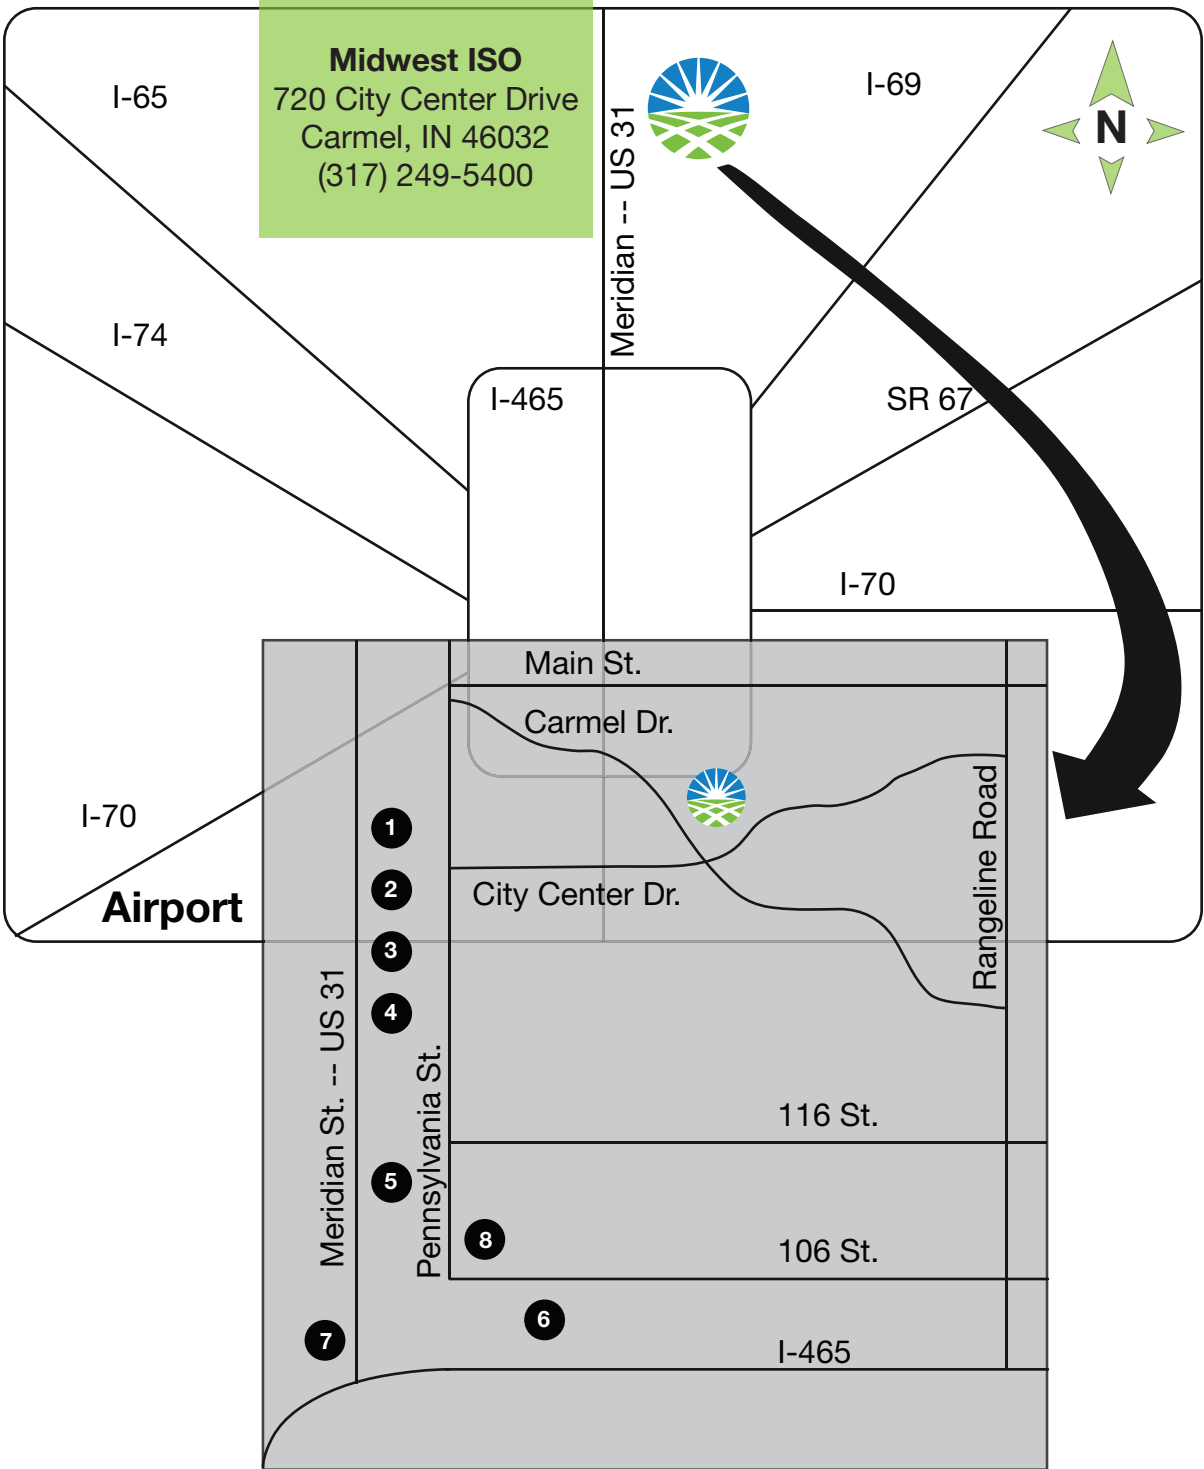 Midwest ISO
720 City Center Drive
Carmel, IN 46032
(317) 249-5400
I-65
I-69
N
Meridian -- US 31
I-74
I-465
SR 67
I-70
Main St.
Carmel Dr.
I-70
1
2
City Center Dr.
Airport
Rangeline Road
3
4
Meridian St. -- US 31
Pennsylvania St.
116 St.
5
8
106 St.
6
7
I-465